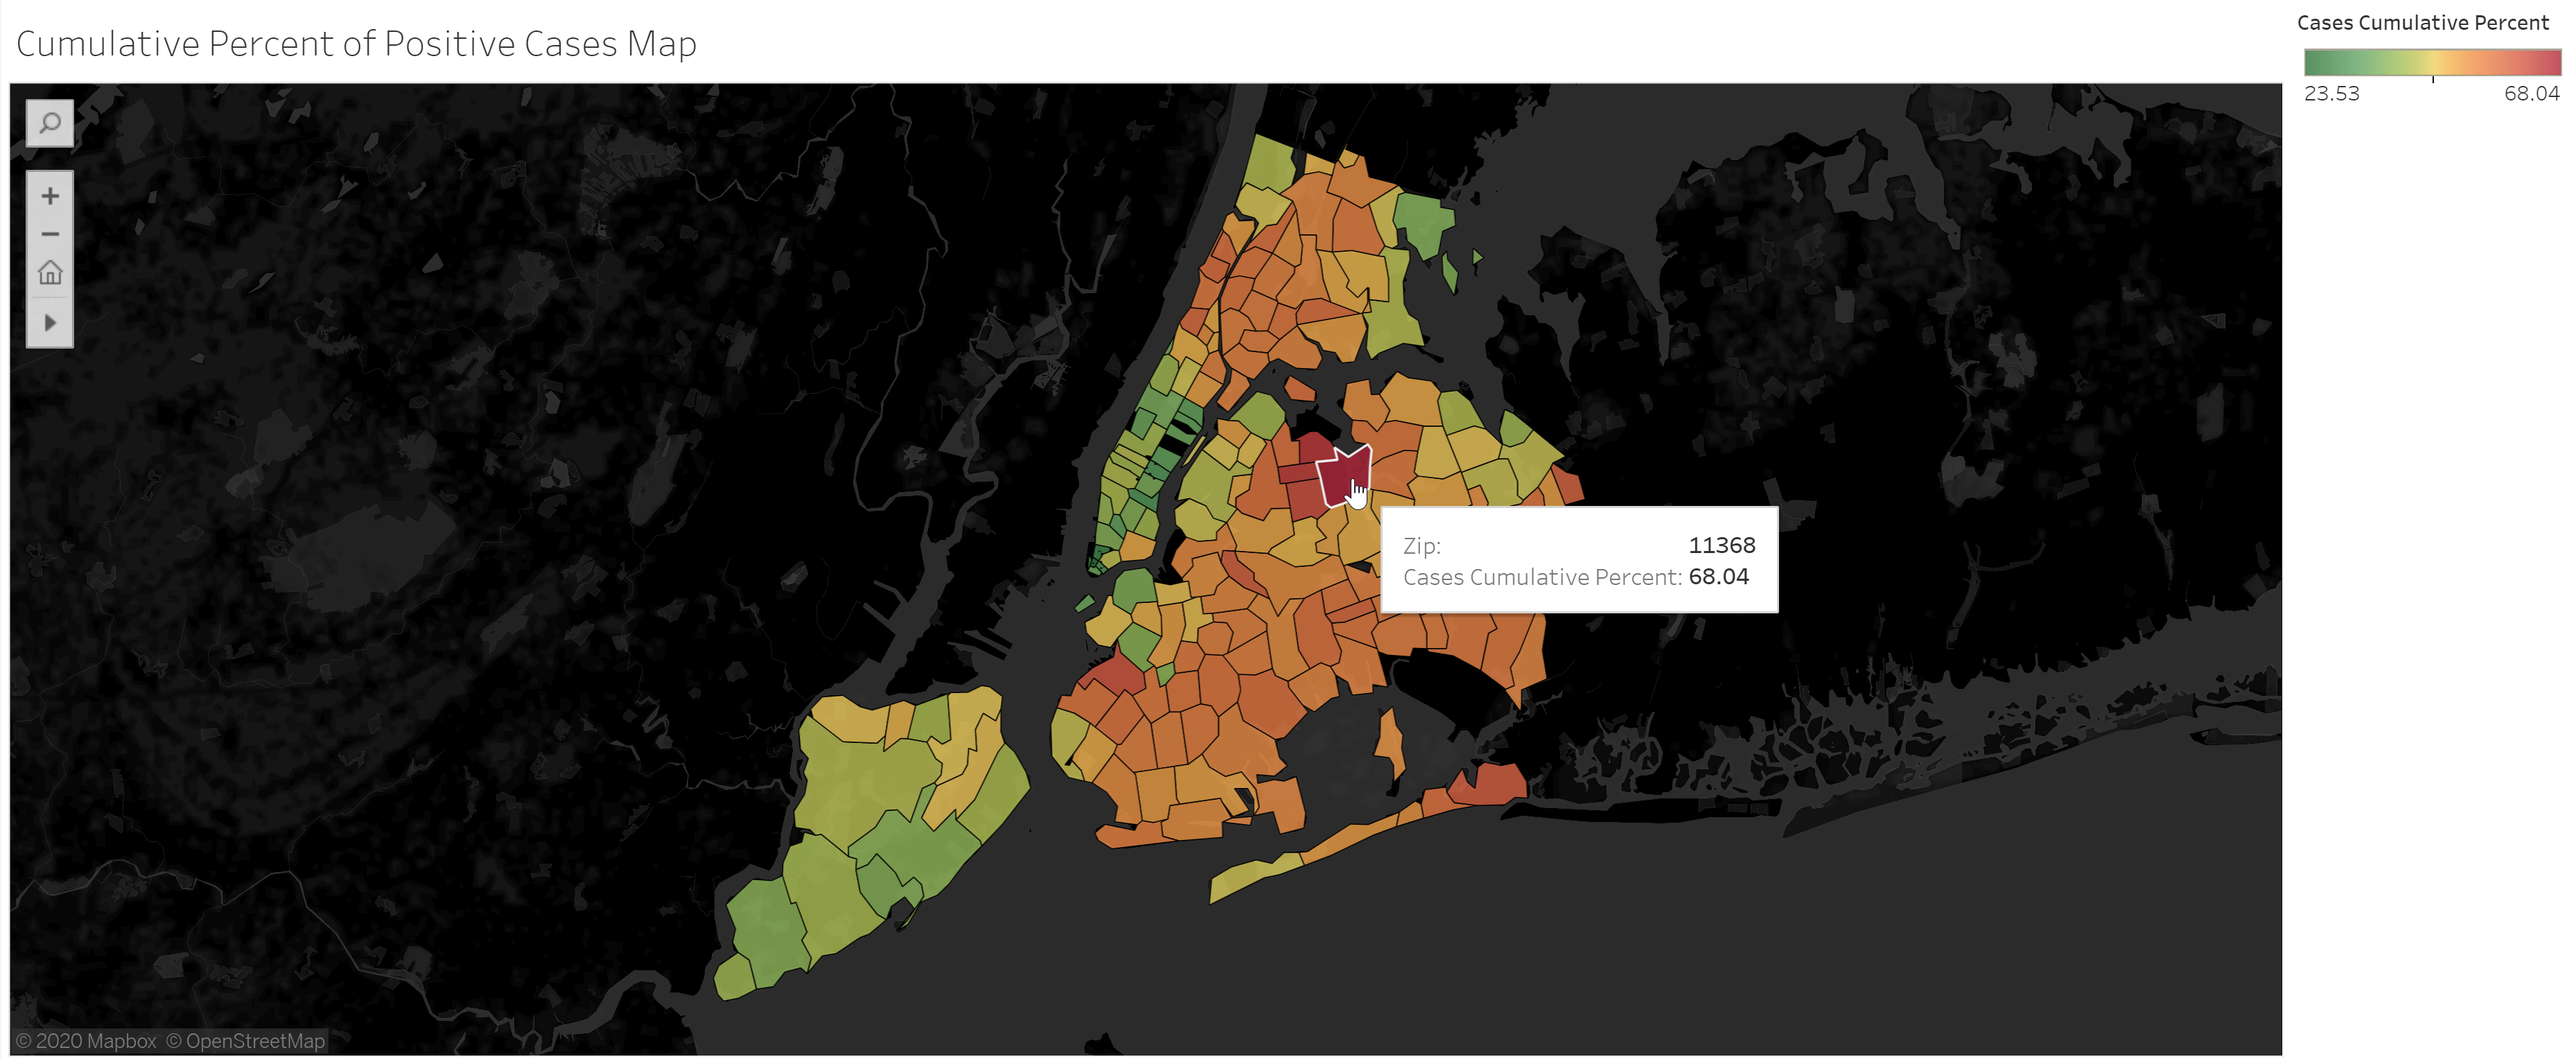 Cumulative Percent of Positive Cases Map
Cases Cumulative Percent
23.53 68.04
Zip: 11368
Cases Cumulative Percent: 68.04
© 2020 Mapbox © OpenStreetMap